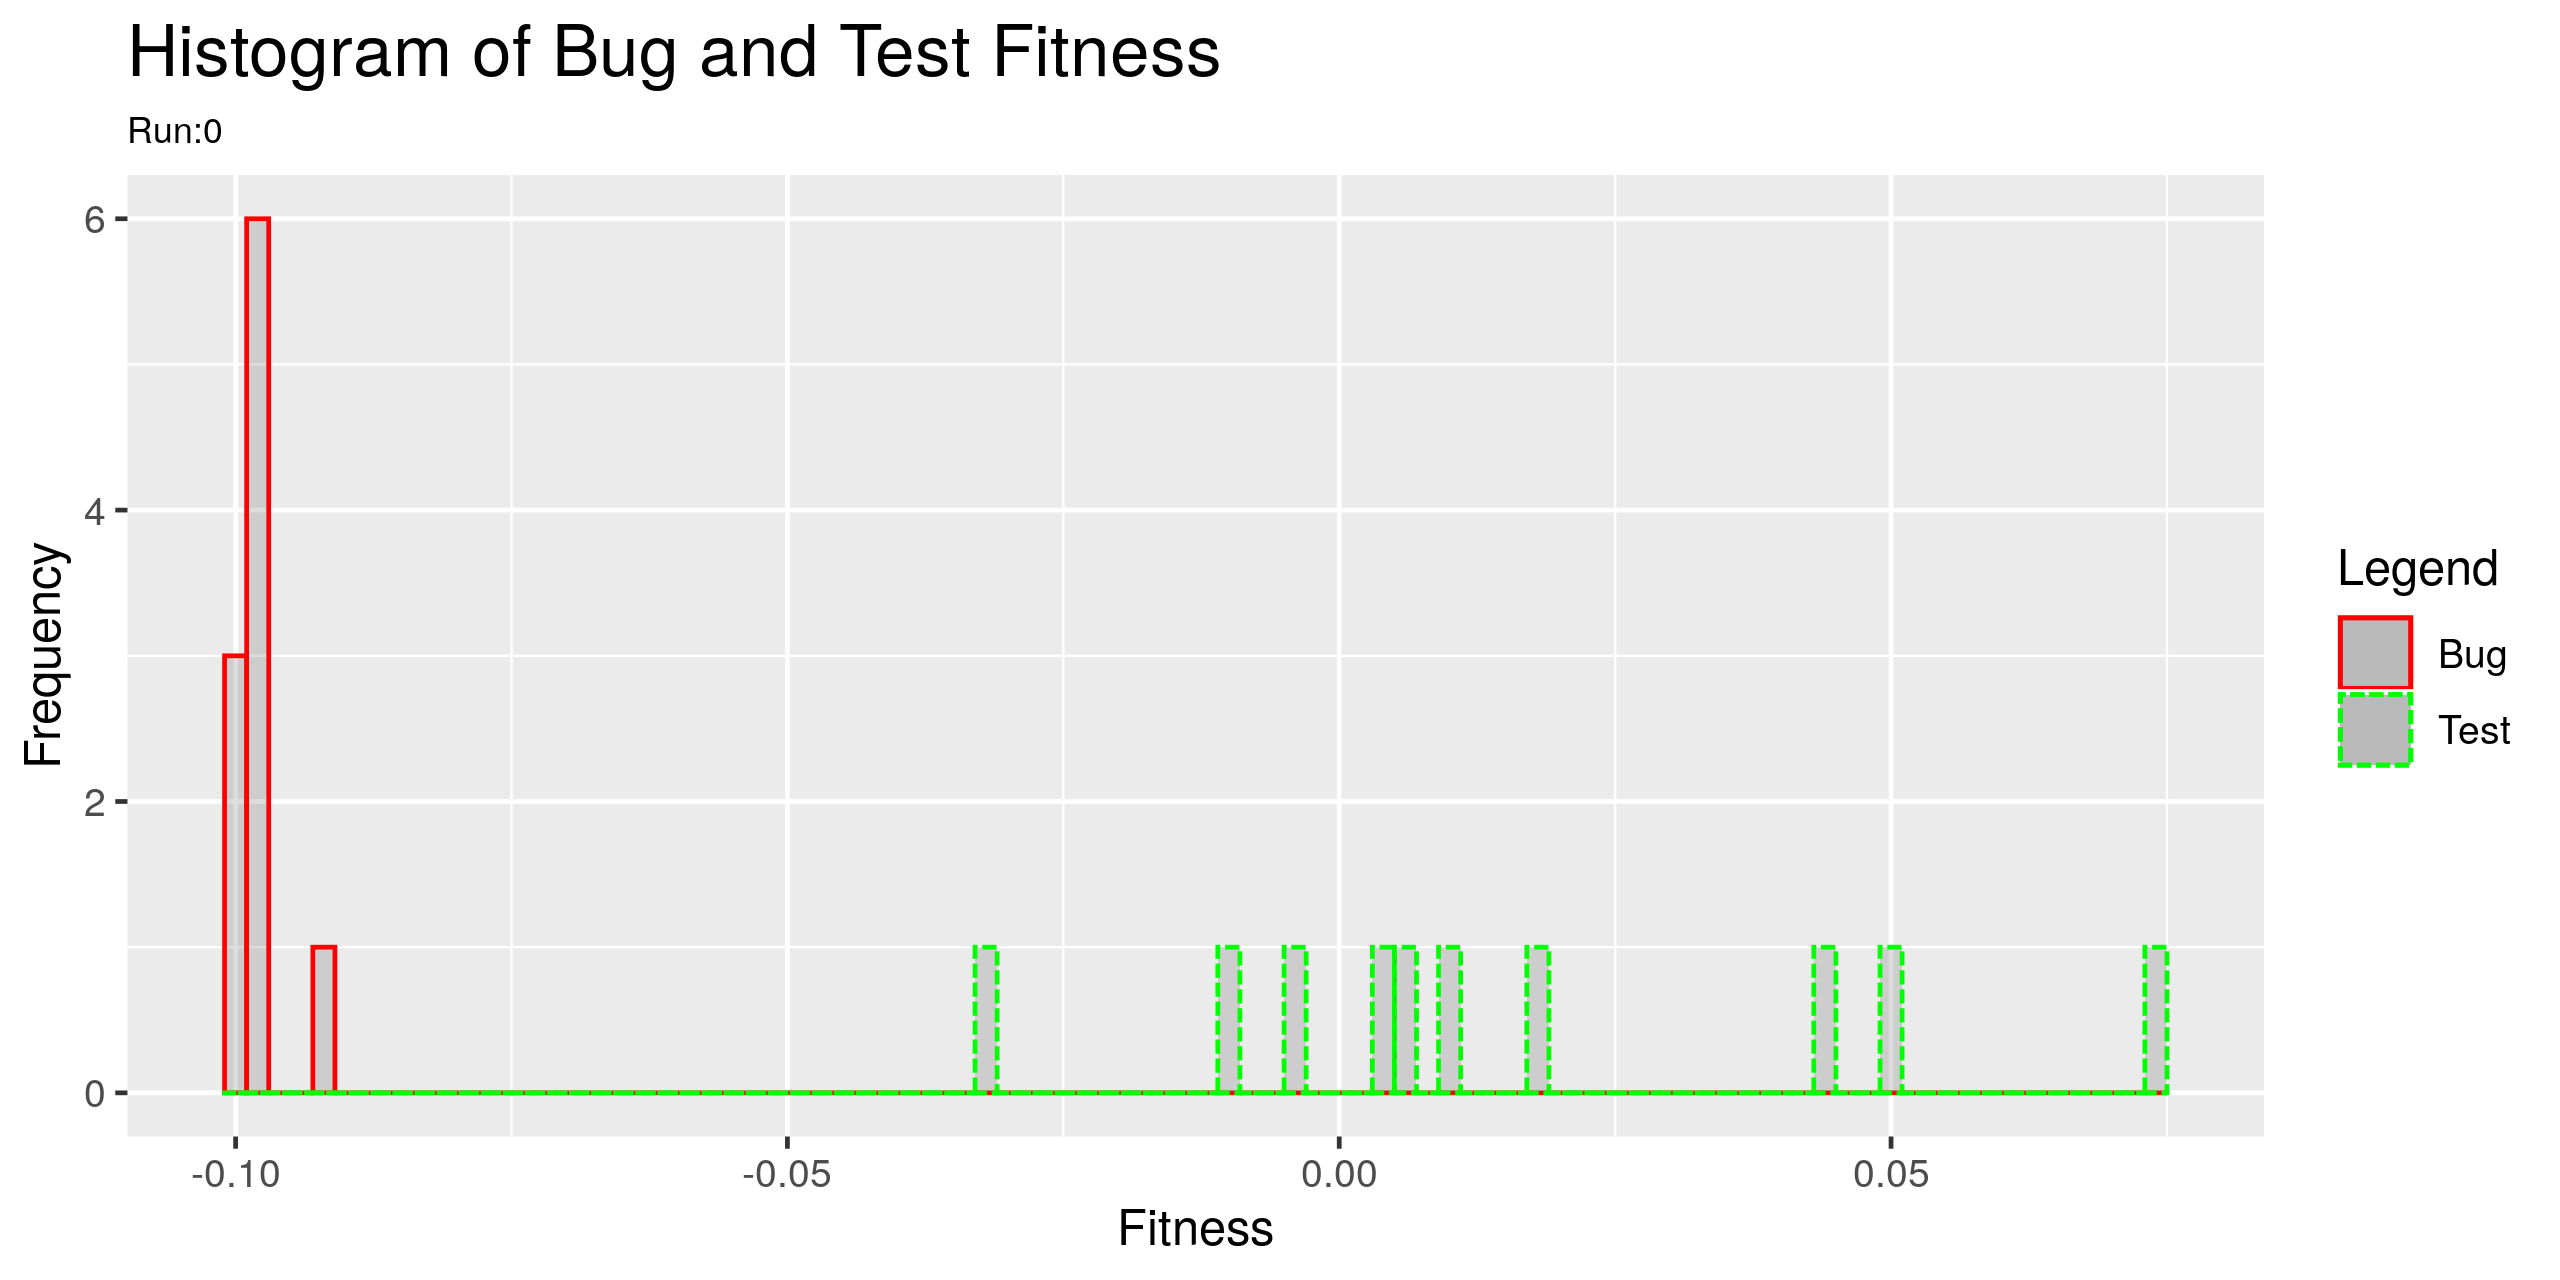 Histogram of Bug and Test Fitness
Run:0
6
4
2
0
Frequency
-0.10
-0.05
0.00
0.05
Fitness
Legend
Bug
Test